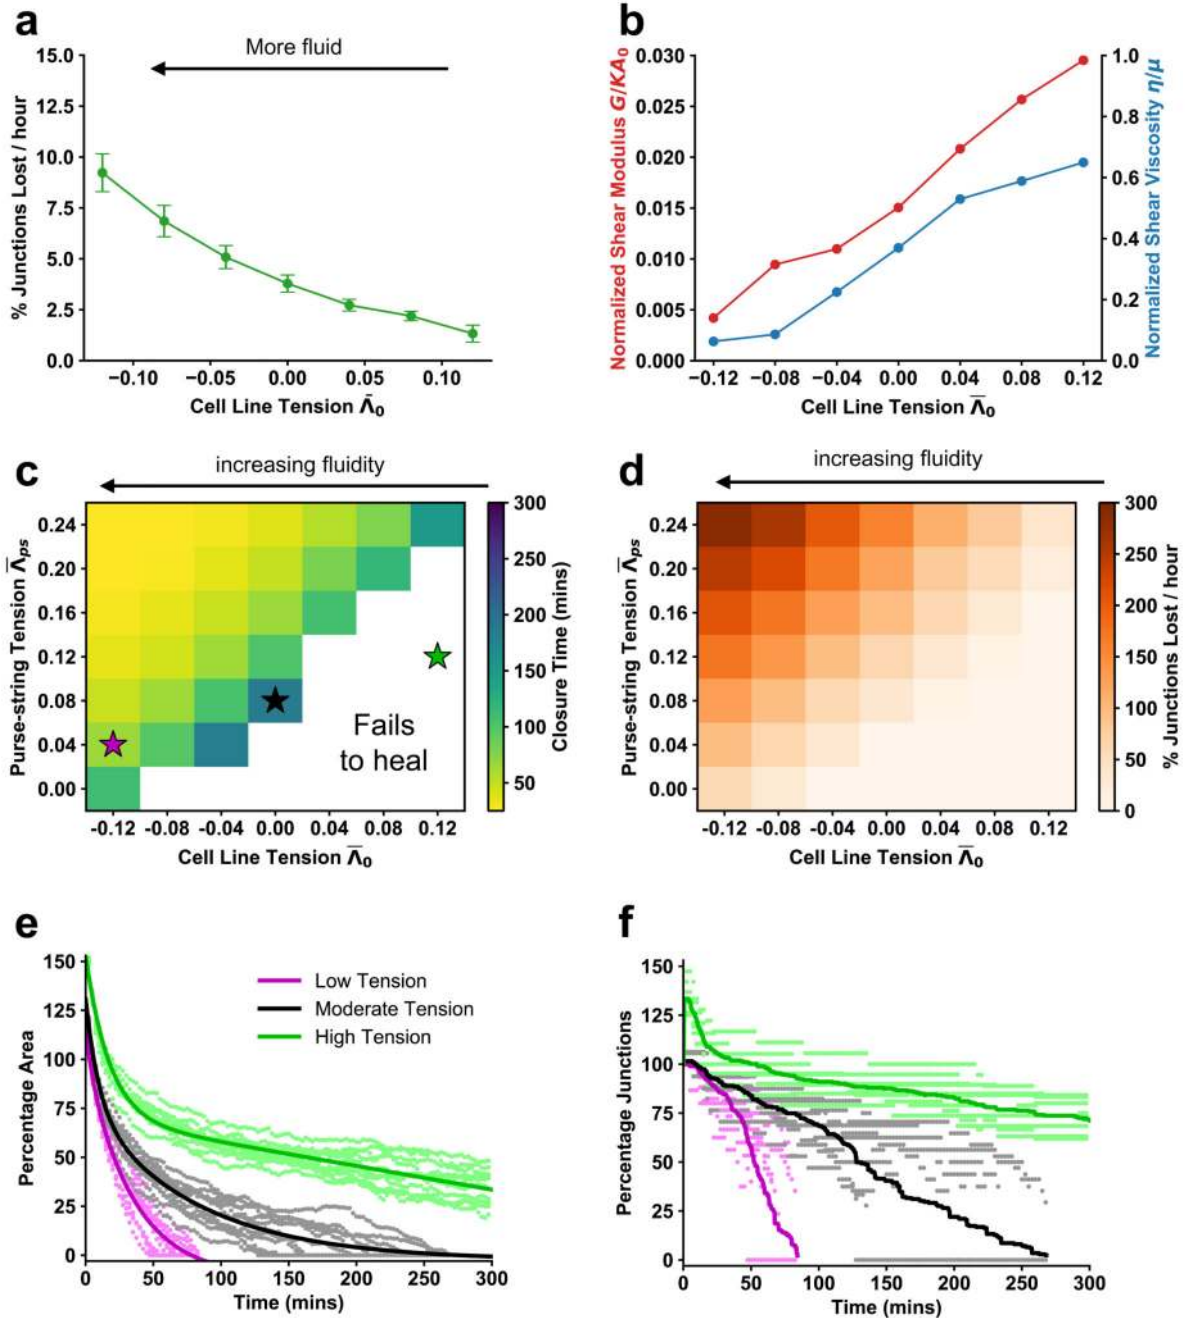 a
More fluid
15.0
12.5
10.0
7.5
5.0
2.5
0.0
% Junctions Lost / hour
−0.10 −0.05 0.00 0.05 0.10
Cell Line Tension Λ̄₀
b
0.030
0.025
0.020
0.015
0.010
0.005
0.000
Normalized Shear Modulus G/KA₀
1.0
0.8
0.6
0.4
0.2
0.0
Normalized Shear Viscosity η/μ
−0.12 −0.08 −0.04 0.00 0.04 0.08 0.12
Cell Line Tension Λ̄₀
c
increasing fluidity
0.24
0.20
0.16
0.12
0.08
0.04
0.00
Purse-string Tension Λ̄ps
Fails
to heal
300
250
200
150
100
50
Closure Time (mins)
-0.12 -0.08 -0.04 0.00 0.04 0.08 0.12
Cell Line Tension Λ̄₀
d
increasing fluidity
0.24
0.20
0.16
0.12
0.08
0.04
0.00
Purse-string Tension Λ̄ps
300
250
200
150
100
50
0
% Junctions Lost / hour
-0.12 -0.08 -0.04 0.00 0.04 0.08 0.12
Cell Line Tension Λ̄₀
e
150
125
100
75
50
25
0
Percentage Area
Low Tension
Moderate Tension
High Tension
0 50 100 150 200 250 300
Time (mins)
f
150
125
100
75
50
25
0
Percentage Junctions
0 50 100 150 200 250 300
Time (mins)